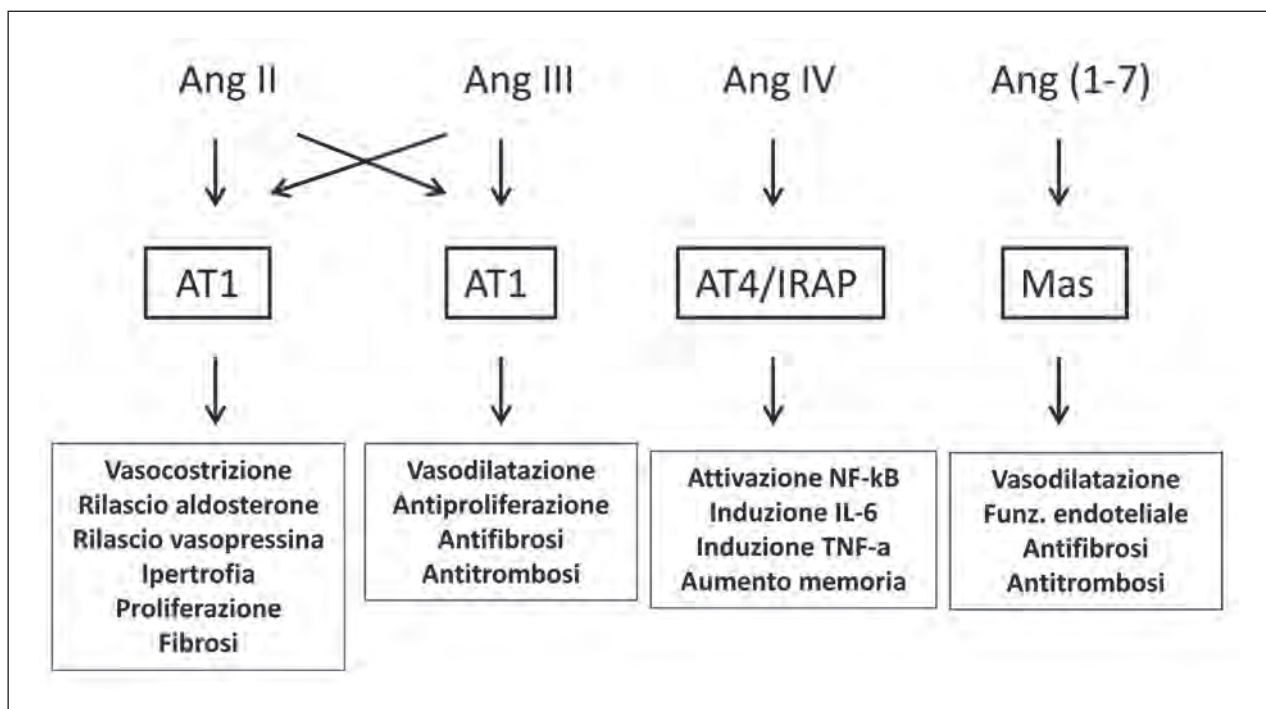 Ang II
Ang III
Ang IV
Ang (1-7)
AT1
AT1
AT4/IRAP
Mas
Vasocostrizione
Rilascio aldosterone
Rilascio vasopressina
Ipertrofia
Proliferazione
Fibrosi
Vasodilatazione
Antiproliferazione
Antifibrosi
Antitrombosi
Attivazione NF-kB
Induzione IL-6
Induzione TNF-a
Aumento memoria
Vasodilatazione
Funz. endoteliale
Antifibrosi
Antitrombosi